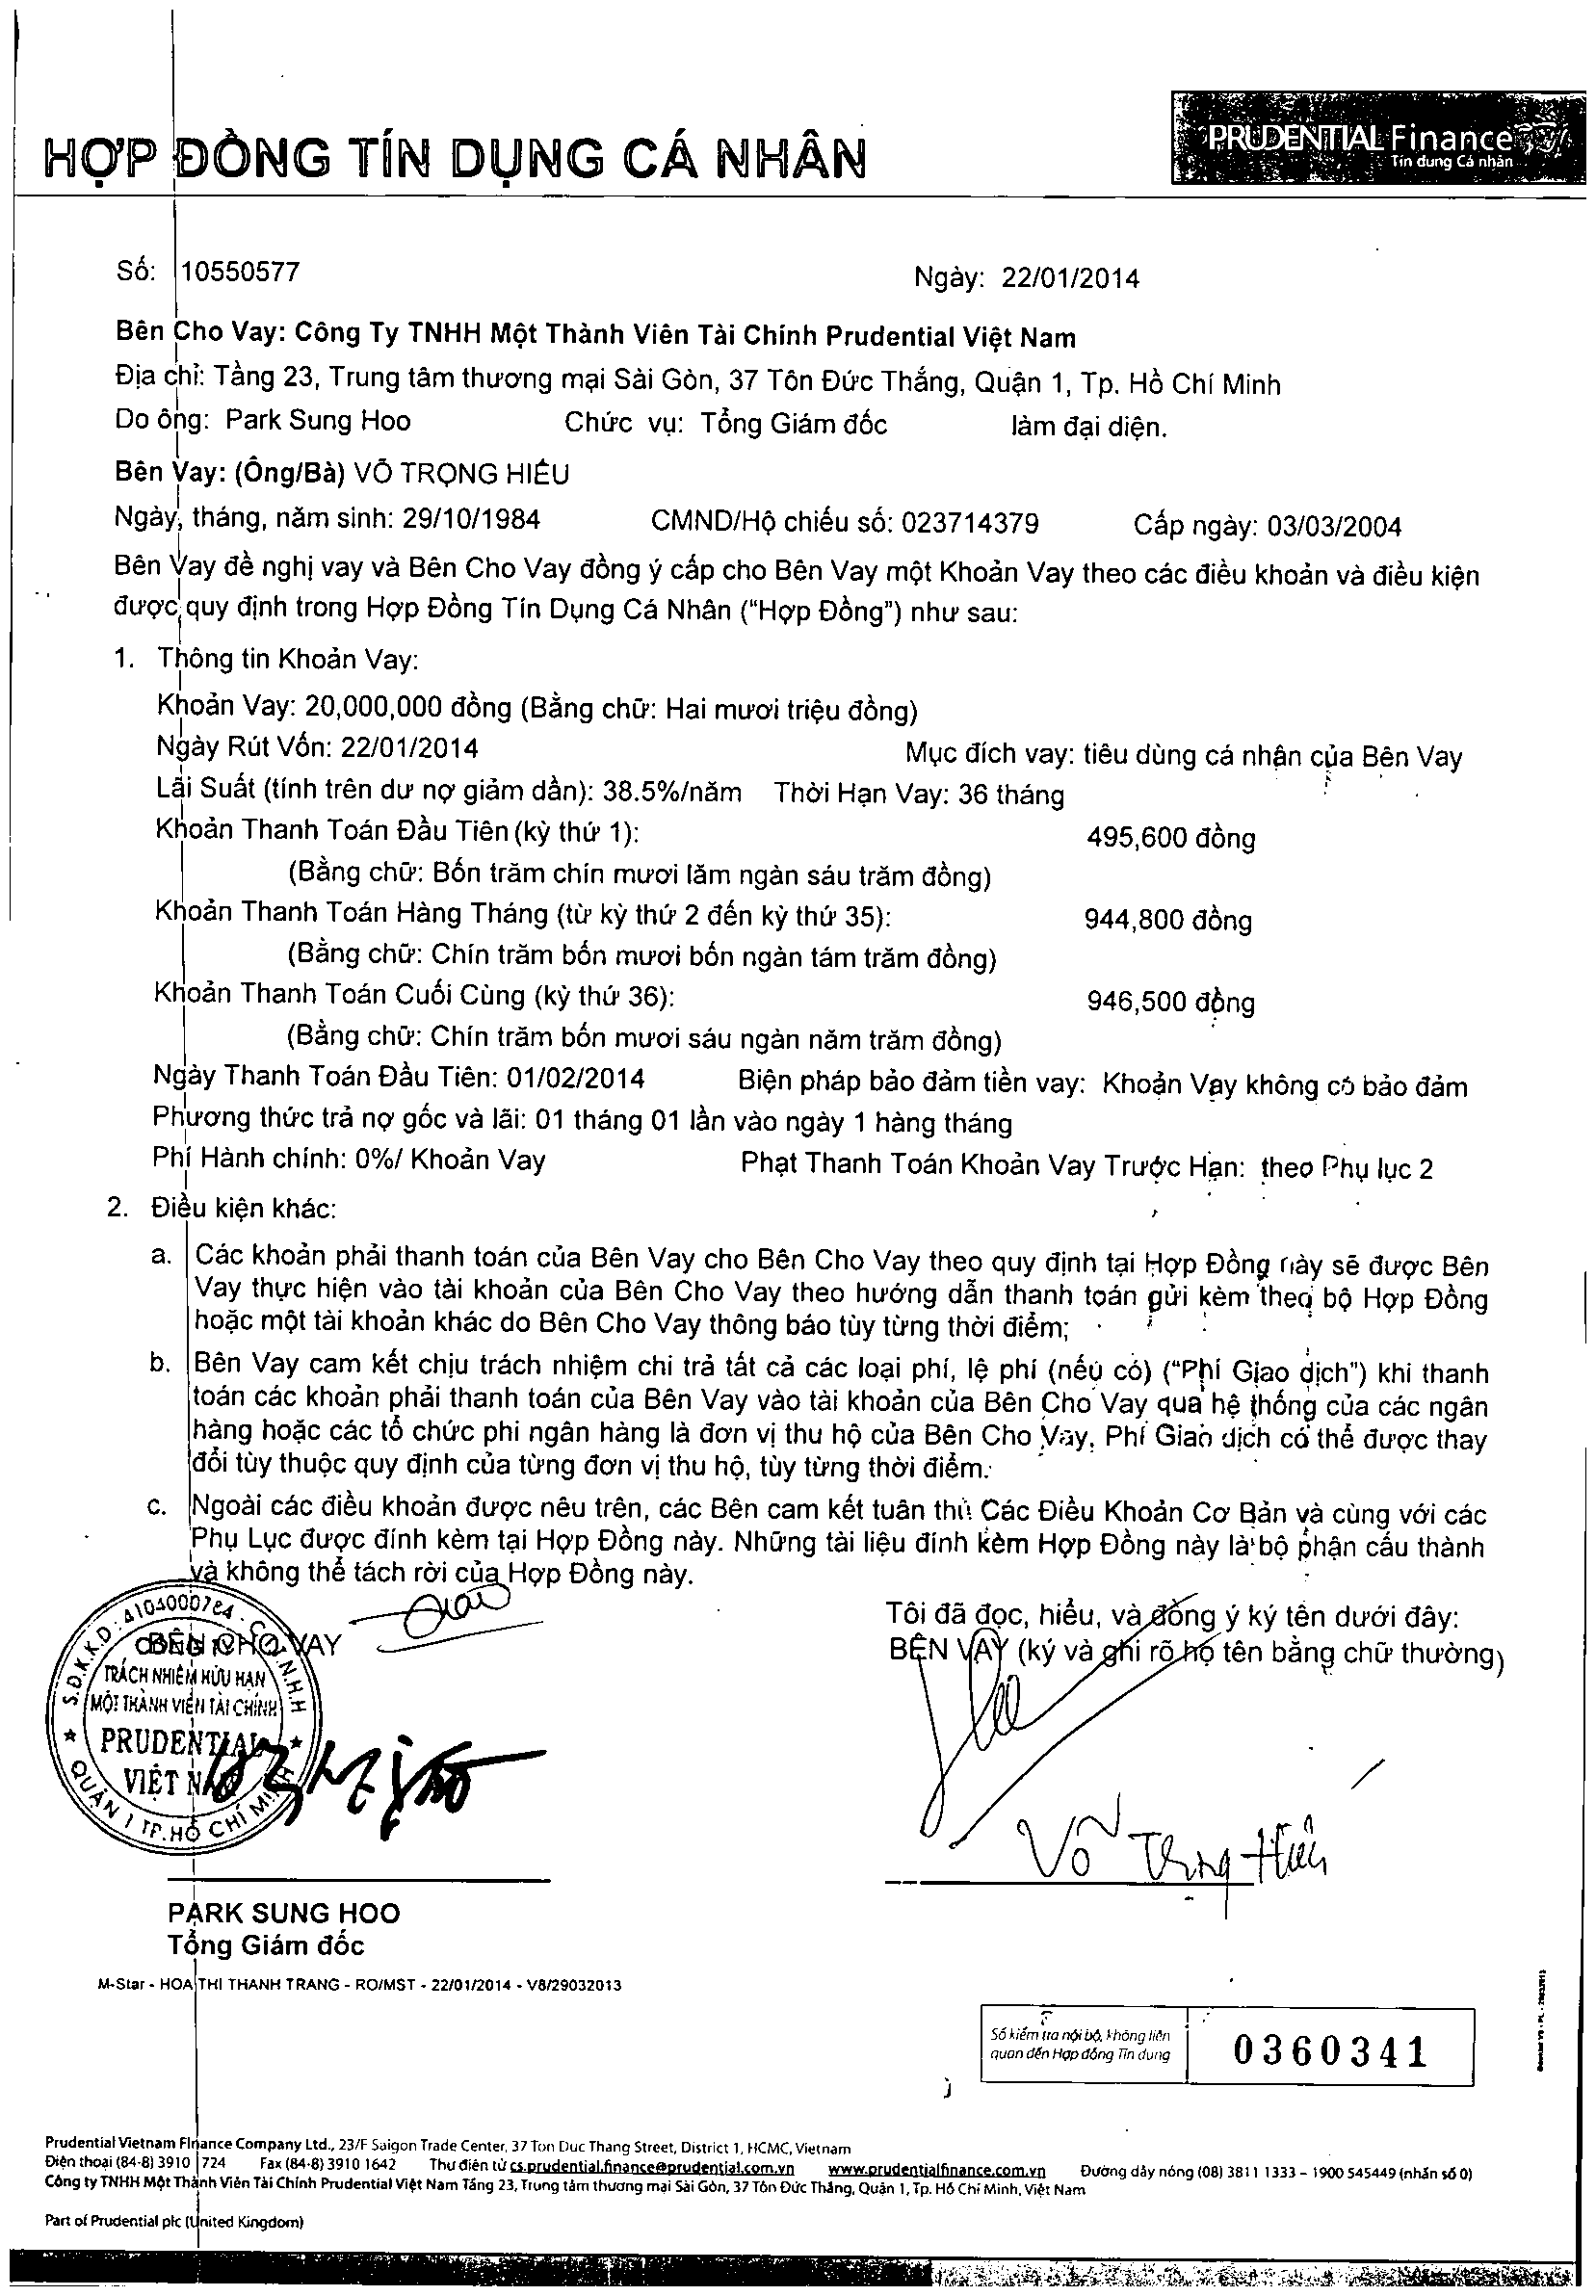 HỢP ĐỒNG TÍN DỤNG CÁ NHÂN
PRUDENTIAL Finance
Tín dụng Cá nhân
Số: 10550577
Ngày: 22/01/2014
Bên Cho Vay: Công Ty TNHH Một Thành Viên Tài Chính Prudential Việt Nam
Địa chỉ: Tầng 23, Trung tâm thương mại Sài Gòn, 37 Tôn Đức Thắng, Quận 1, Tp. Hồ Chí Minh
Do ông: Park Sung Hoo Chức vụ: Tổng Giám đốc làm đại diện.
Bên Vay: (Ông/Bà) VÕ TRỌNG HIẾU
Ngày, tháng, năm sinh: 29/10/1984 CMND/Hộ chiếu số: 023714379 Cấp ngày: 03/03/2004
Bên Vay đề nghị vay và Bên Cho Vay đồng ý cấp cho Bên Vay một Khoản Vay theo các điều khoản và điều kiện
được quy định trong Hợp Đồng Tín Dụng Cá Nhân (“Hợp Đồng”) như sau:
1. Thông tin Khoản Vay:
Khoản Vay: 20,000,000 đồng (Bằng chữ: Hai mươi triệu đồng)
Ngày Rút Vốn: 22/01/2014 Mục đích vay: tiêu dùng cá nhân của Bên Vay
Lãi Suất (tính trên dư nợ giảm dần): 38.5%/năm Thời Hạn Vay: 36 tháng
Khoản Thanh Toán Đầu Tiên (kỳ thứ 1): 495,600 đồng
(Bằng chữ: Bốn trăm chín mươi lăm ngàn sáu trăm đồng)
Khoản Thanh Toán Hàng Tháng (từ kỳ thứ 2 đến kỳ thứ 35): 944,800 đồng
(Bằng chữ: Chín trăm bốn mươi bốn ngàn tám trăm đồng)
Khoản Thanh Toán Cuối Cùng (kỳ thứ 36): 946,500 đồng
(Bằng chữ: Chín trăm bốn mươi sáu ngàn năm trăm đồng)
Ngày Thanh Toán Đầu Tiên: 01/02/2014 Biện pháp bảo đảm tiền vay: Khoản Vay không có bảo đảm
Phương thức trả nợ gốc và lãi: 01 tháng 01 lần vào ngày 1 hàng tháng
Phí Hành chính: 0%/ Khoản Vay Phạt Thanh Toán Khoản Vay Trước Hạn: theo Phụ lục 2
2. Điều kiện khác:
a. Các khoản phải thanh toán của Bên Vay cho Bên Cho Vay theo quy định tại Hợp Đồng này sẽ được Bên
Vay thực hiện vào tài khoản của Bên Cho Vay theo hướng dẫn thanh toán gửi kèm theo bộ Hợp Đồng
hoặc một tài khoản khác do Bên Cho Vay thông báo tùy từng thời điểm;
b. Bên Vay cam kết chịu trách nhiệm chi trả tất cả các loại phí, lệ phí (nếu có) (“Phí Giao dịch”) khi thanh
toán các khoản phải thanh toán của Bên Vay vào tài khoản của Bên Cho Vay qua hệ thống của các ngân
hàng hoặc các tổ chức phi ngân hàng là đơn vị thu hộ của Bên Cho Vay. Phí Giao dịch có thể được thay
đổi tùy thuộc quy định của từng đơn vị thu hộ, tùy từng thời điểm.
c. Ngoài các điều khoản được nêu trên, các Bên cam kết tuân thủ Các Điều Khoản Cơ Bản và cùng với các
Phụ Lục được đính kèm tại Hợp Đồng này. Những tài liệu đính kèm Hợp Đồng này là bộ phận cấu thành
và không thể tách rời của Hợp Đồng này.
Tôi đã đọc, hiểu, và đồng ý ký tên dưới đây:
BÊN CHO VAY
BÊN VAY (ký và ghi rõ họ tên bằng chữ thường)
S.Đ.K.K.D: 4104000784 - C.T.T.N.H.H
CÔNG TY
TRÁCH NHIỆM HỮU HẠN
MỘT THÀNH VIÊN TÀI CHÍNH
PRUDENTIAL
VIỆT NAM
QUẬN 1 TP. HỒ CHÍ MINH
Võ Trọng Hiếu
PARK SUNG HOO
Tổng Giám đốc
M-Star - HOA THI THANH TRANG - RO/MST - 22/01/2014 - V8/29032013
Số kiểm tra nội bộ, không liên
quan đến Hợp đồng Tín dụng
0360341
Prudential Vietnam Finance Company Ltd., 23/F Saigon Trade Center, 37 Ton Duc Thang Street, District 1, HCMC, Vietnam
Điện thoại (84-8) 3910 1724 Fax (84-8) 3910 1642 Thư điện tử cs.prudential.finance@prudential.com.vn www.prudentialfinance.com.vn Đường dây nóng (08) 3811 1333 – 1900 545449 (nhấn số 0)
Công ty TNHH Một Thành Viên Tài Chính Prudential Việt Nam Tầng 23, Trung tâm thương mại Sài Gòn, 37 Tôn Đức Thắng, Quận 1, Tp. Hồ Chí Minh, Việt Nam
Part of Prudential plc (United Kingdom)